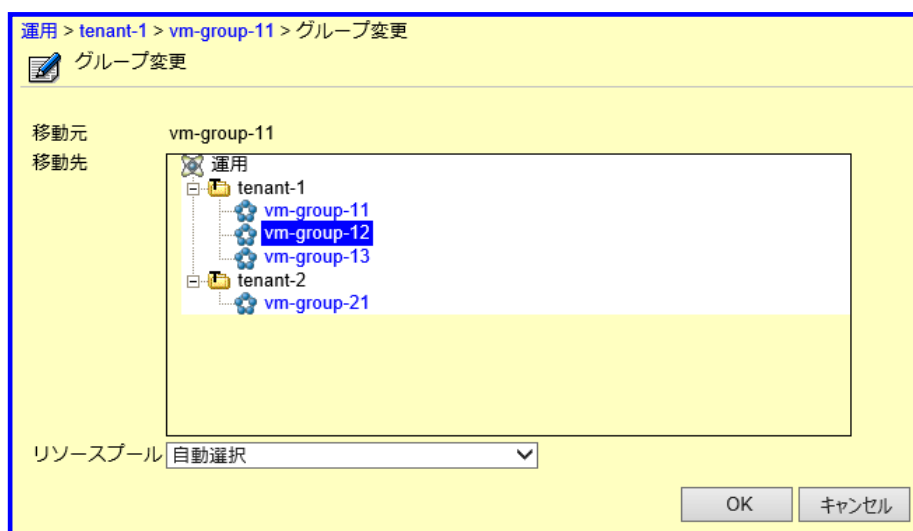 運用 > tenant-1 > vm-group-11 > グループ変更
グループ変更
移動元 vm-group-11
移動先
運用
tenant-1
vm-group-11
vm-group-12
vm-group-13
tenant-2
vm-group-21
リソースプール 自動選択
OK キャンセル